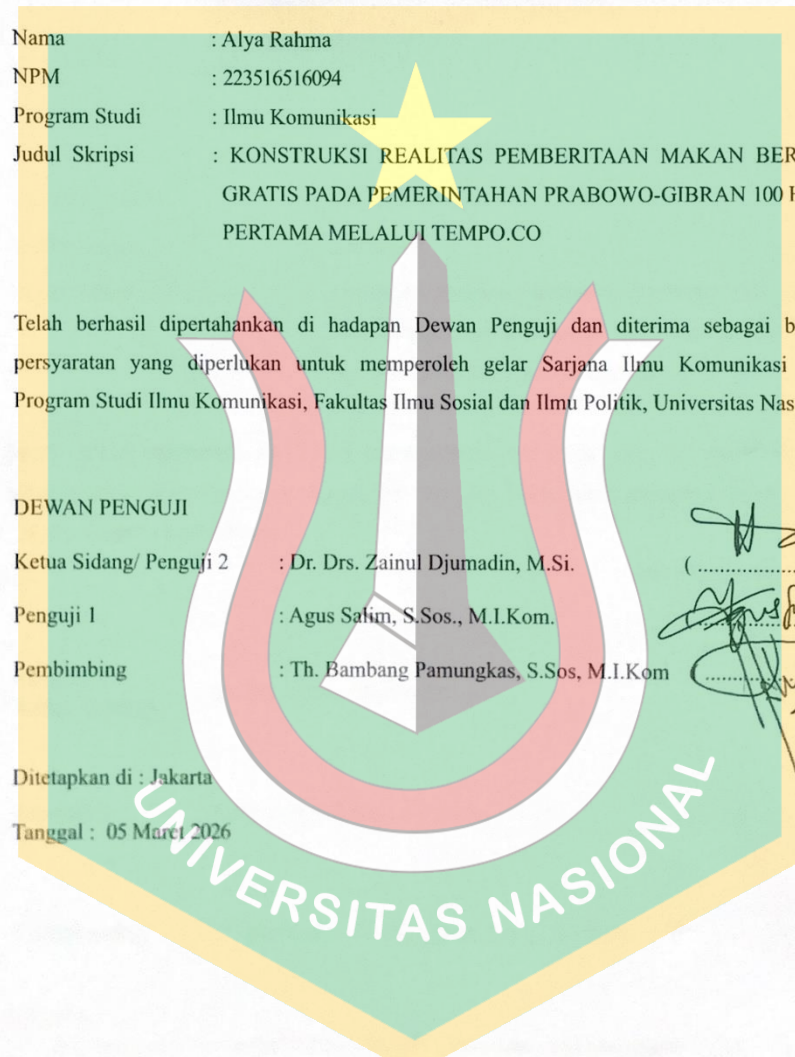 Nama : Alya Rahma
NPM : 223516516094
Program Studi : Ilmu Komunikasi
Judul Skripsi : KONSTRUKSI REALITAS PEMBERITAAN MAKAN BER
GRATIS PADA PEMERINTAHAN PRABOWO-GIBRAN 100 H
PERTAMA MELALUI TEMPO.CO
Telah berhasil dipertahankan di hadapan Dewan Penguji dan diterima sebagai b
persyaratan yang diperlukan untuk memperoleh gelar Sarjana Ilmu Komunikasi
Program Studi Ilmu Komunikasi, Fakultas Ilmu Sosial dan Ilmu Politik, Universitas Nas
DEWAN PENGUJI
Ketua Sidang/ Penguji 2 : Dr. Drs. Zainul Djumadin, M.Si. (..................
Penguji 1 : Agus Salim, S.Sos., M.I.Kom.
Pembimbing : Th. Bambang Pamungkas, S.Sos, M.I.Kom (..................
Ditetapkan di : Jakarta
Tanggal : 05 Maret 2026
UNIVERSITAS NASIONAL